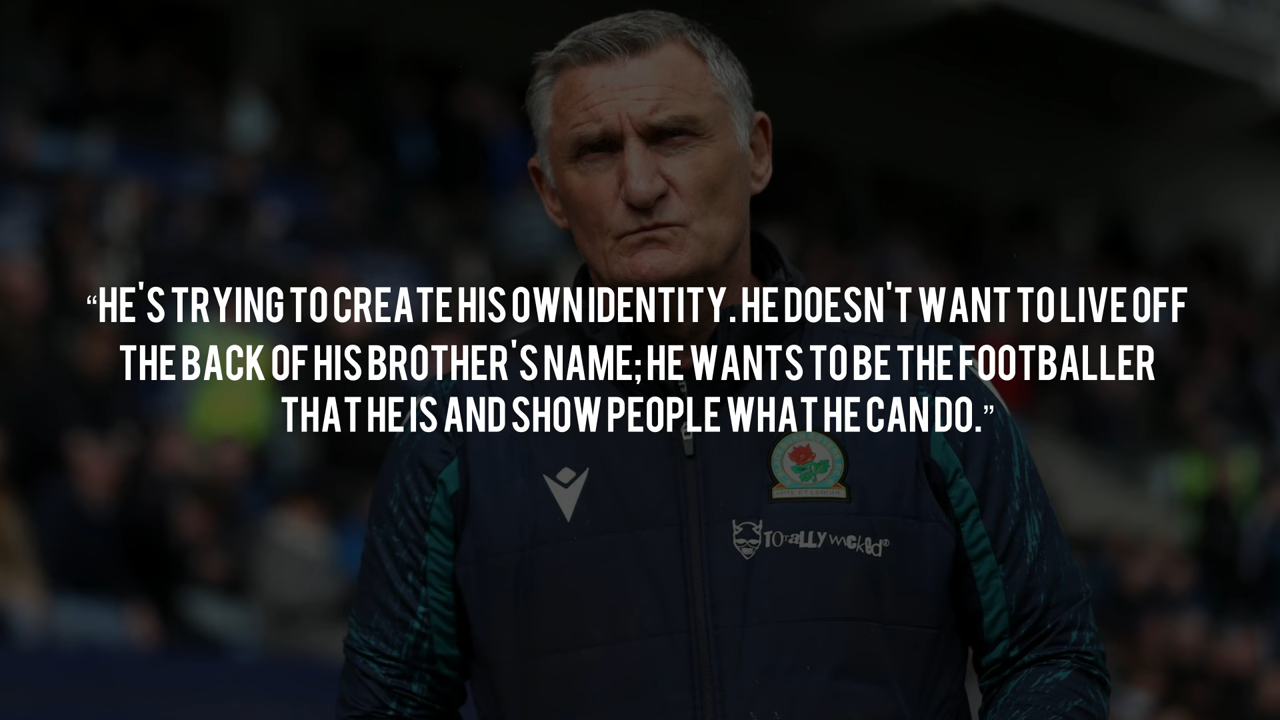 “HE'S TRYING TO CREATE HIS OWN IDENTITY. HE DOESN'T WANT TO LIVE OFF
THE BACK OF HIS BROTHER'S NAME; HE WANTS TO BE THE FOOTBALLER
THAT HE IS AND SHOW PEOPLE WHAT HE CAN DO.”
TOTALLY WICKED